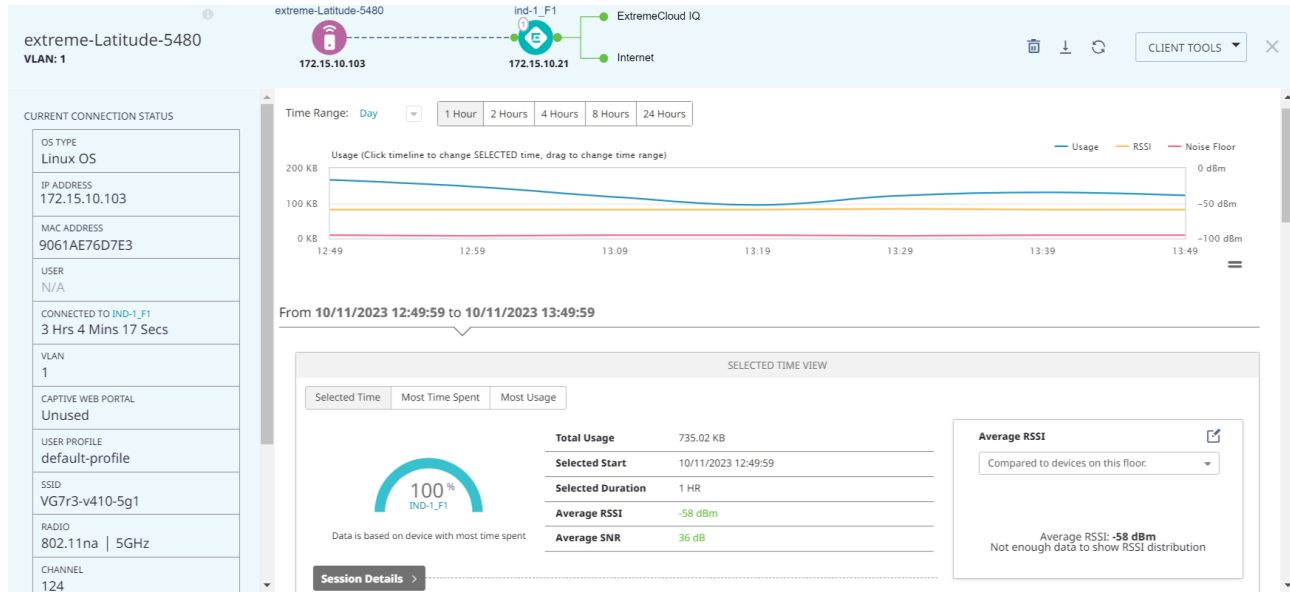 extreme-Latitude-5480
VLAN: 1
extreme-Latitude-5480
172.15.10.103
ind-1_F1
1
E
172.15.10.21
ExtremeCloud IQ
Internet
CLIENT TOOLS
CURRENT CONNECTION STATUS
OS TYPE
Linux OS
IP ADDRESS
172.15.10.103
MAC ADDRESS
9061AE76D7E3
USER
N/A
CONNECTED TO IND-1_F1
3 Hrs 4 Mins 17 Secs
VLAN
1
CAPTIVE WEB PORTAL
Unused
USER PROFILE
default-profile
SSID
VG7r3-v410-5g1
RADIO
802.11na | 5GHz
CHANNEL
124
Time Range: Day
1 Hour 2 Hours 4 Hours 8 Hours 24 Hours
Usage RSSI Noise Floor
Usage (Click timeline to change SELECTED time, drag to change time range)
200 KB 0 dBm
100 KB -50 dBm
0 KB -100 dBm
12:49 12:59 13:09 13:19 13:29 13:39 13:49
From 10/11/2023 12:49:59 to 10/11/2023 13:49:59
SELECTED TIME VIEW
Selected Time Most Time Spent Most Usage
100 %
IND-1_F1
Data is based on device with most time spent
Total Usage 735.02 KB
Selected Start 10/11/2023 12:49:59
Selected Duration 1 HR
Average RSSI -58 dBm
Average SNR 36 dB
Average RSSI
Compared to devices on this floor.
Average RSSI: -58 dBm
Not enough data to show RSSI distribution
Session Details >